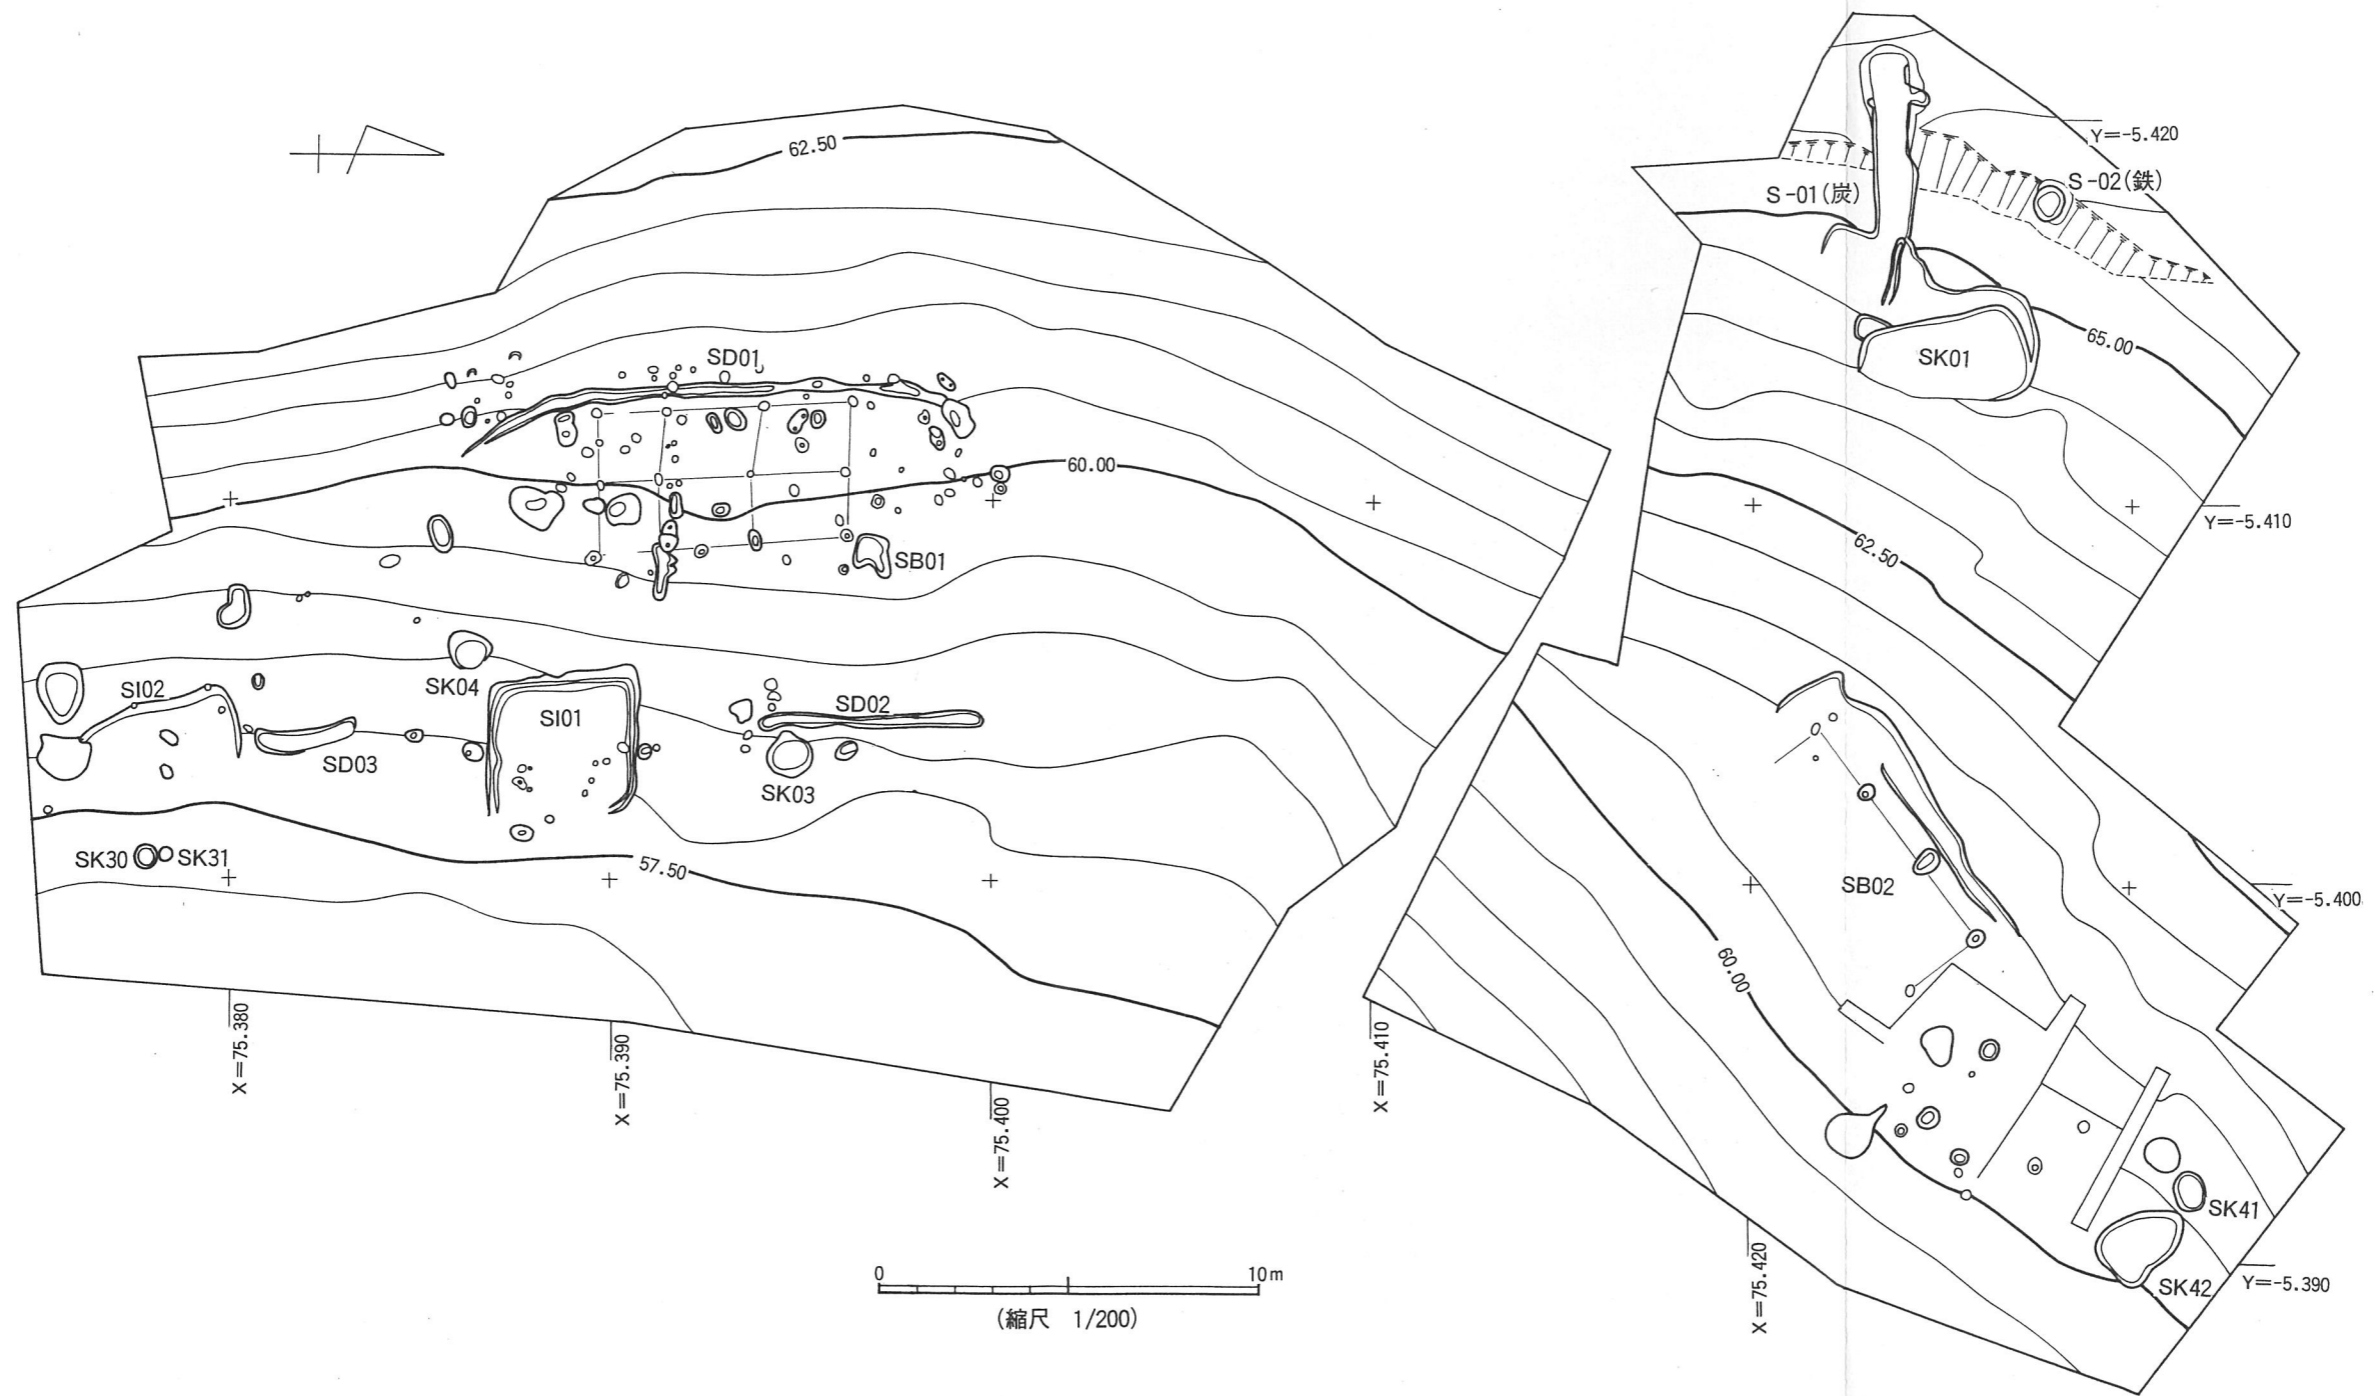 62.50
Y=-5.420
S-02(鉄)
S-01(炭)
65.00
SK01
SD01
60.00
Y=-5.410
62.50
SB01
SK04
SI02
SI01
SD02
SD03
SK03
SK30
SK31
57.50
SB02
Y=-5.400
60.00
X=75.380
X=75.390
X=75.400
X=75.410
X=75.420
SK41
SK42
Y=-5.390
0 10m
(縮尺 1/200)